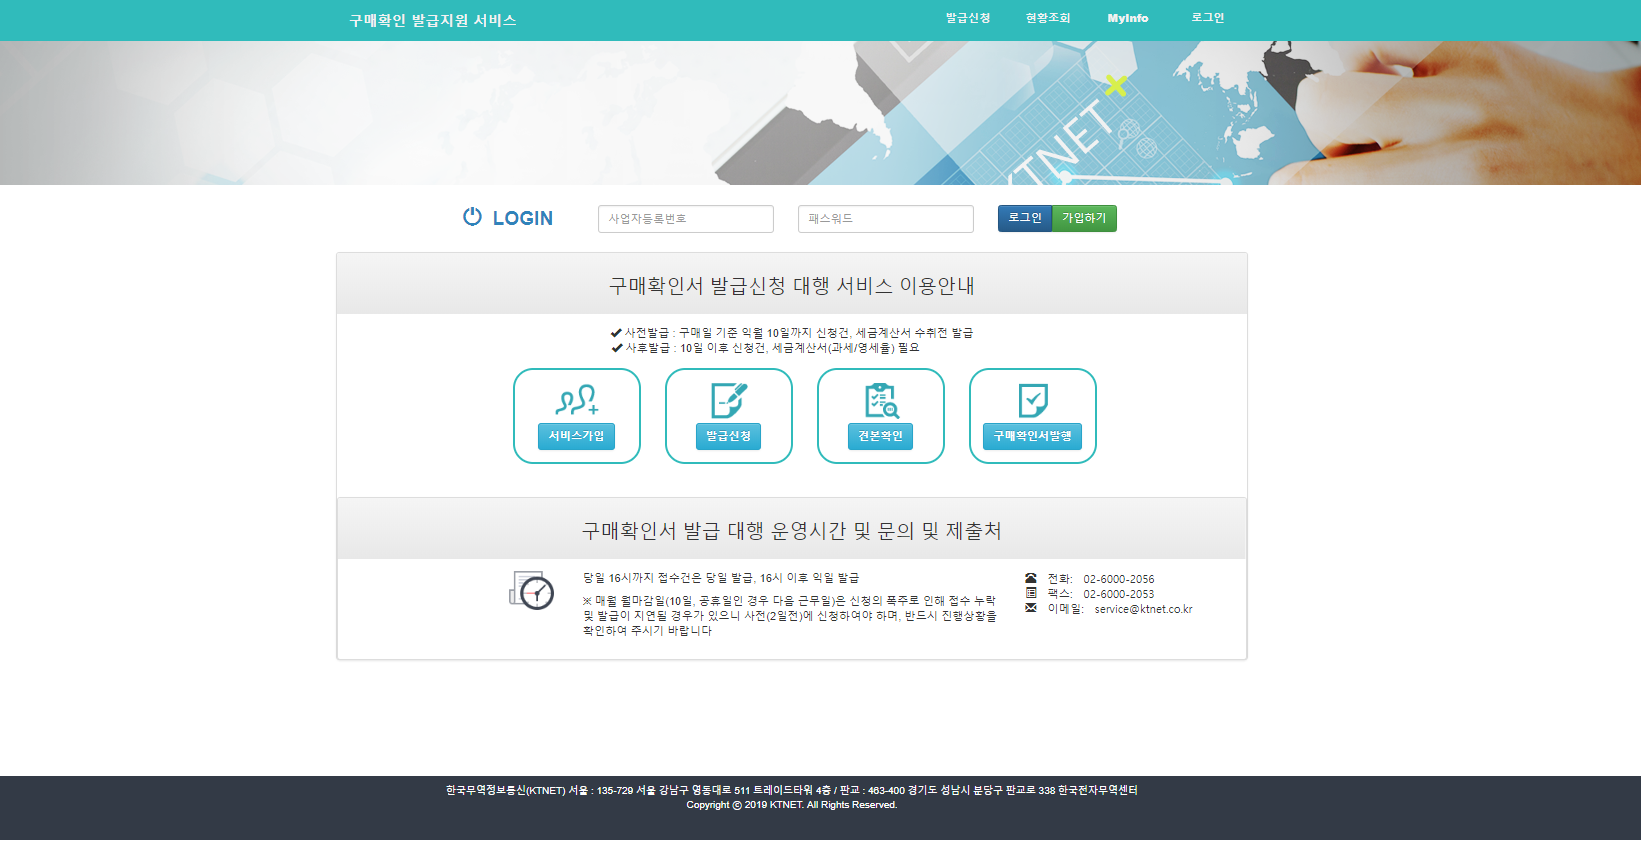 구매확인 발급지원 서비스
발급신청 현황조회 MyInfo 로그인
KTNET
LOGIN 사업자등록번호 패스워드 로그인 가입하기
구매확인서 발급신청 대행 서비스 이용안내
사전발급 : 구매일 기준 익월 10일까지 신청건, 세금계산서 수취전 발급
사후발급 : 10일 이후 신청건, 세금계산서(과세/영세율) 필요
서비스가입 발급신청 견본확인 구매확인서발행
구매확인서 발급 대행 운영시간 및 문의 및 제출처
당일 16시까지 접수건은 당일 발급, 16시 이후 익일 발급
※ 매월 월마감일(10일, 공휴일인 경우 다음 근무일)은 신청의 폭주로 인해 접수 누락
및 발급이 지연될 경우가 있으니 사전(2일전)에 신청하여야 하며, 반드시 진행상황을
확인하여 주시기 바랍니다
전화: 02-6000-2056
팩스: 02-6000-2053
이메일: service@ktnet.co.kr
한국무역정보통신(KTNET) 서울 : 135-729 서울 강남구 영동대로 511 트레이드타워 4층 / 판교 : 463-400 경기도 성남시 분당구 판교로 338 한국전자무역센터
Copyright ⓒ 2019 KTNET. All Rights Reserved.